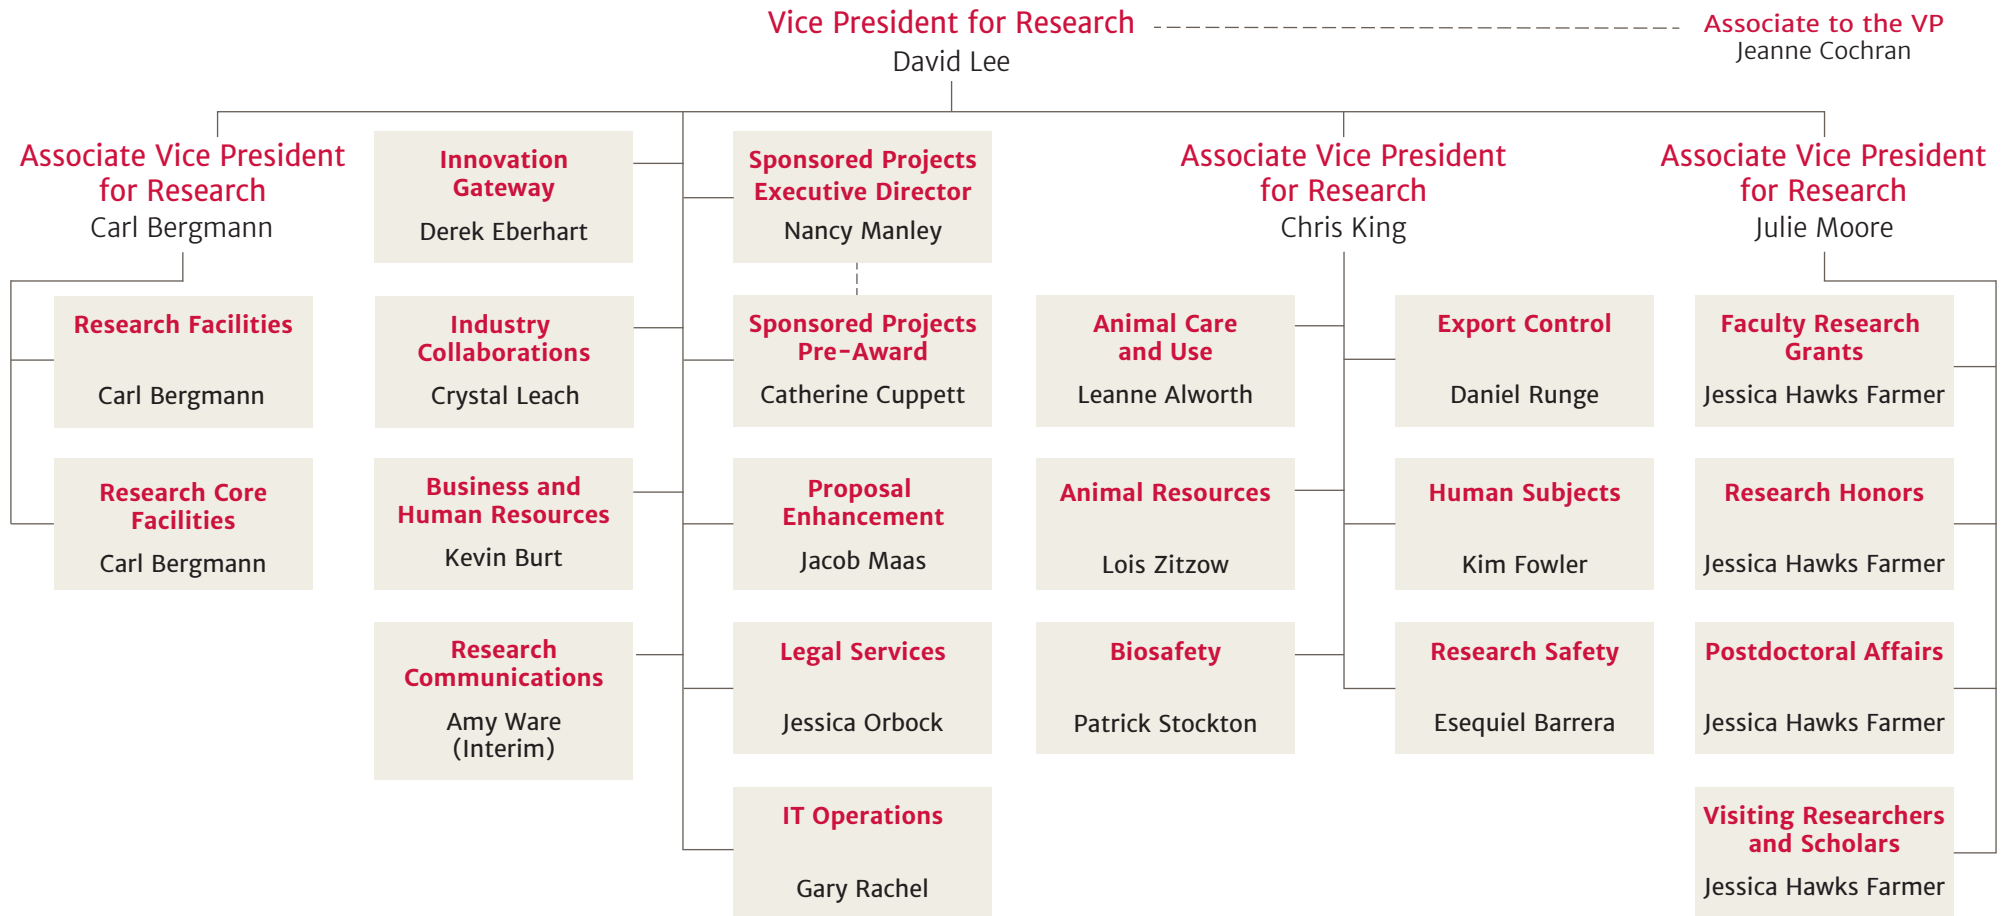 Vice President for Research
David Lee
Associate to the VP
Jeanne Cochran
Associate Vice President
for Research
Carl Bergmann
Research Facilities
Carl Bergmann
Research Core
Facilities
Carl Bergmann
Innovation
Gateway
Derek Eberhart
Industry
Collaborations
Crystal Leach
Business and
Human Resources
Kevin Burt
Research
Communications
Amy Ware
(Interim)
Sponsored Projects
Executive Director
Nancy Manley
Sponsored Projects
Pre-Award
Catherine Cuppett
Proposal
Enhancement
Jacob Maas
Legal Services
Jessica Orbock
IT Operations
Gary Rachel
Associate Vice President
for Research
Chris King
Animal Care
and Use
Leanne Alworth
Animal Resources
Lois Zitzow
Biosafety
Patrick Stockton
Export Control
Daniel Runge
Human Subjects
Kim Fowler
Research Safety
Esequiel Barrera
Associate Vice President
for Research
Julie Moore
Faculty Research
Grants
Jessica Hawks Farmer
Research Honors
Jessica Hawks Farmer
Postdoctoral Affairs
Jessica Hawks Farmer
Visiting Researchers
and Scholars
Jessica Hawks Farmer